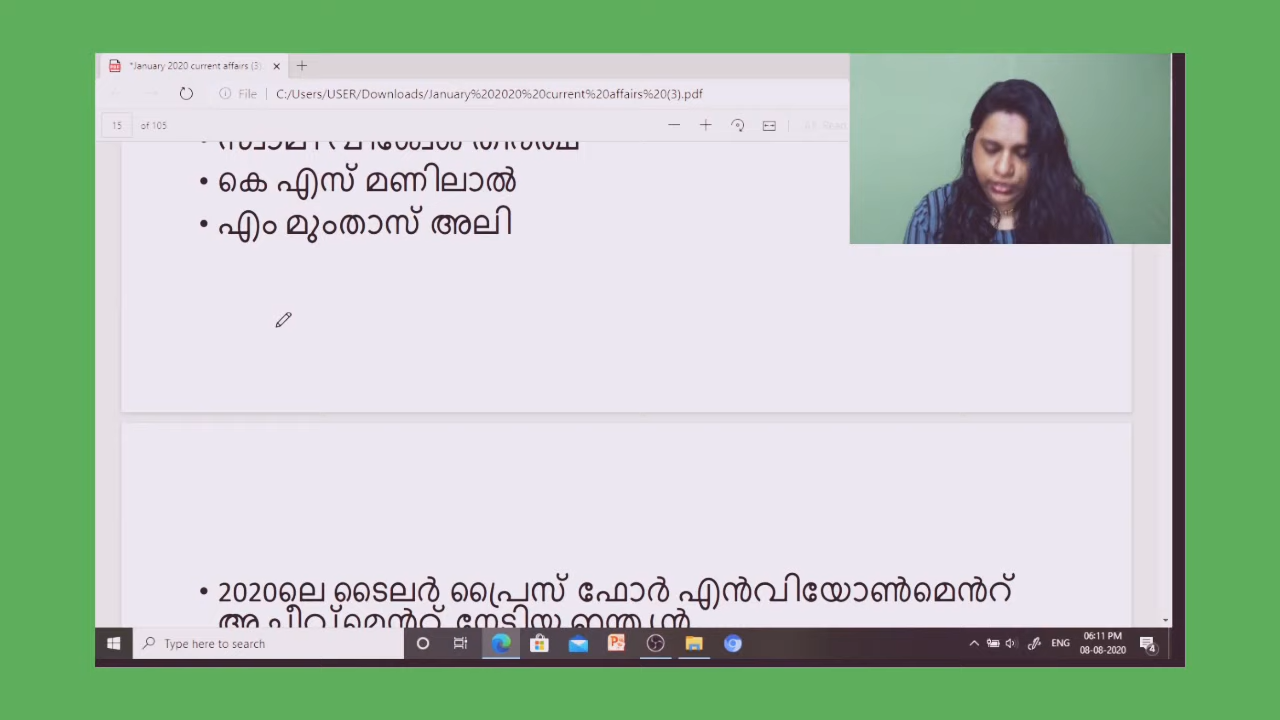 *January 2020 current affairs (3)
File C:/Users/USER/Downloads/January%202020%20current%20affairs%20(3).pdf
15 of 105
• കെ എസ് മണിലാൽ
• എം മുംതാസ് അലി
• 2020ലെ ടൈലർ പ്രൈസ് ഫോർ എൻവിയോൺമെൻറ്
നേടിയ
Type here to search
ENG
06:11 PM
08-08-2020
4